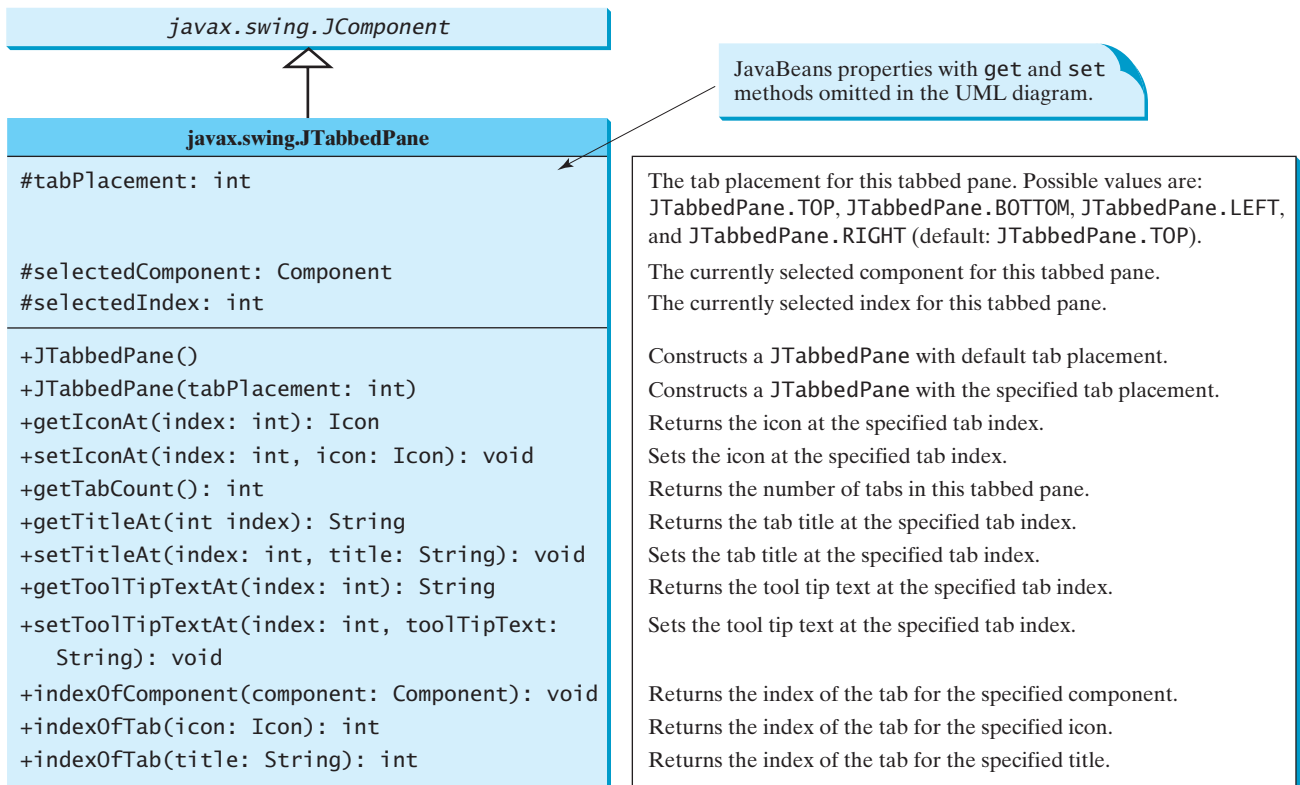 javax.swing.JComponent
JavaBeans properties with get and set
methods omitted in the UML diagram.
javax.swing.JTabbedPane
#tabPlacement: int
The tab placement for this tabbed pane. Possible values are:
JTabbedPane.TOP, JTabbedPane.BOTTOM, JTabbedPane.LEFT,
and JTabbedPane.RIGHT (default: JTabbedPane.TOP).
#selectedComponent: Component
The currently selected component for this tabbed pane.
#selectedIndex: int
The currently selected index for this tabbed pane.
+JTabbedPane()
Constructs a JTabbedPane with default tab placement.
+JTabbedPane(tabPlacement: int)
Constructs a JTabbedPane with the specified tab placement.
+getIconAt(index: int): Icon
Returns the icon at the specified tab index.
+setIconAt(index: int, icon: Icon): void
Sets the icon at the specified tab index.
+getTabCount(): int
Returns the number of tabs in this tabbed pane.
+getTitleAt(int index): String
Returns the tab title at the specified tab index.
+setTitleAt(index: int, title: String): void
Sets the tab title at the specified tab index.
+getToolTipTextAt(index: int): String
Returns the tool tip text at the specified tab index.
+setToolTipTextAt(index: int, toolTipText:
String): void
Sets the tool tip text at the specified tab index.
+indexOfComponent(component: Component): void
Returns the index of the tab for the specified component.
+indexOfTab(icon: Icon): int
Returns the index of the tab for the specified icon.
+indexOfTab(title: String): int
Returns the index of the tab for the specified title.